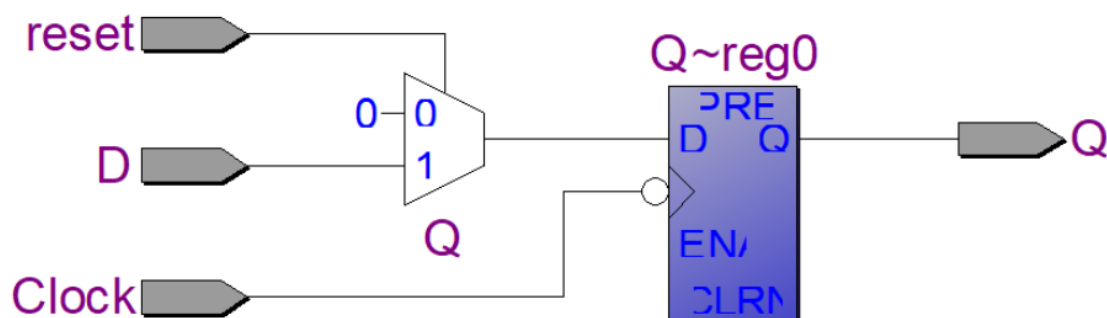 reset
Q~reg0
PRE
0 0
D Q
Q
D
1
Q
ENA
Clock
CLRN